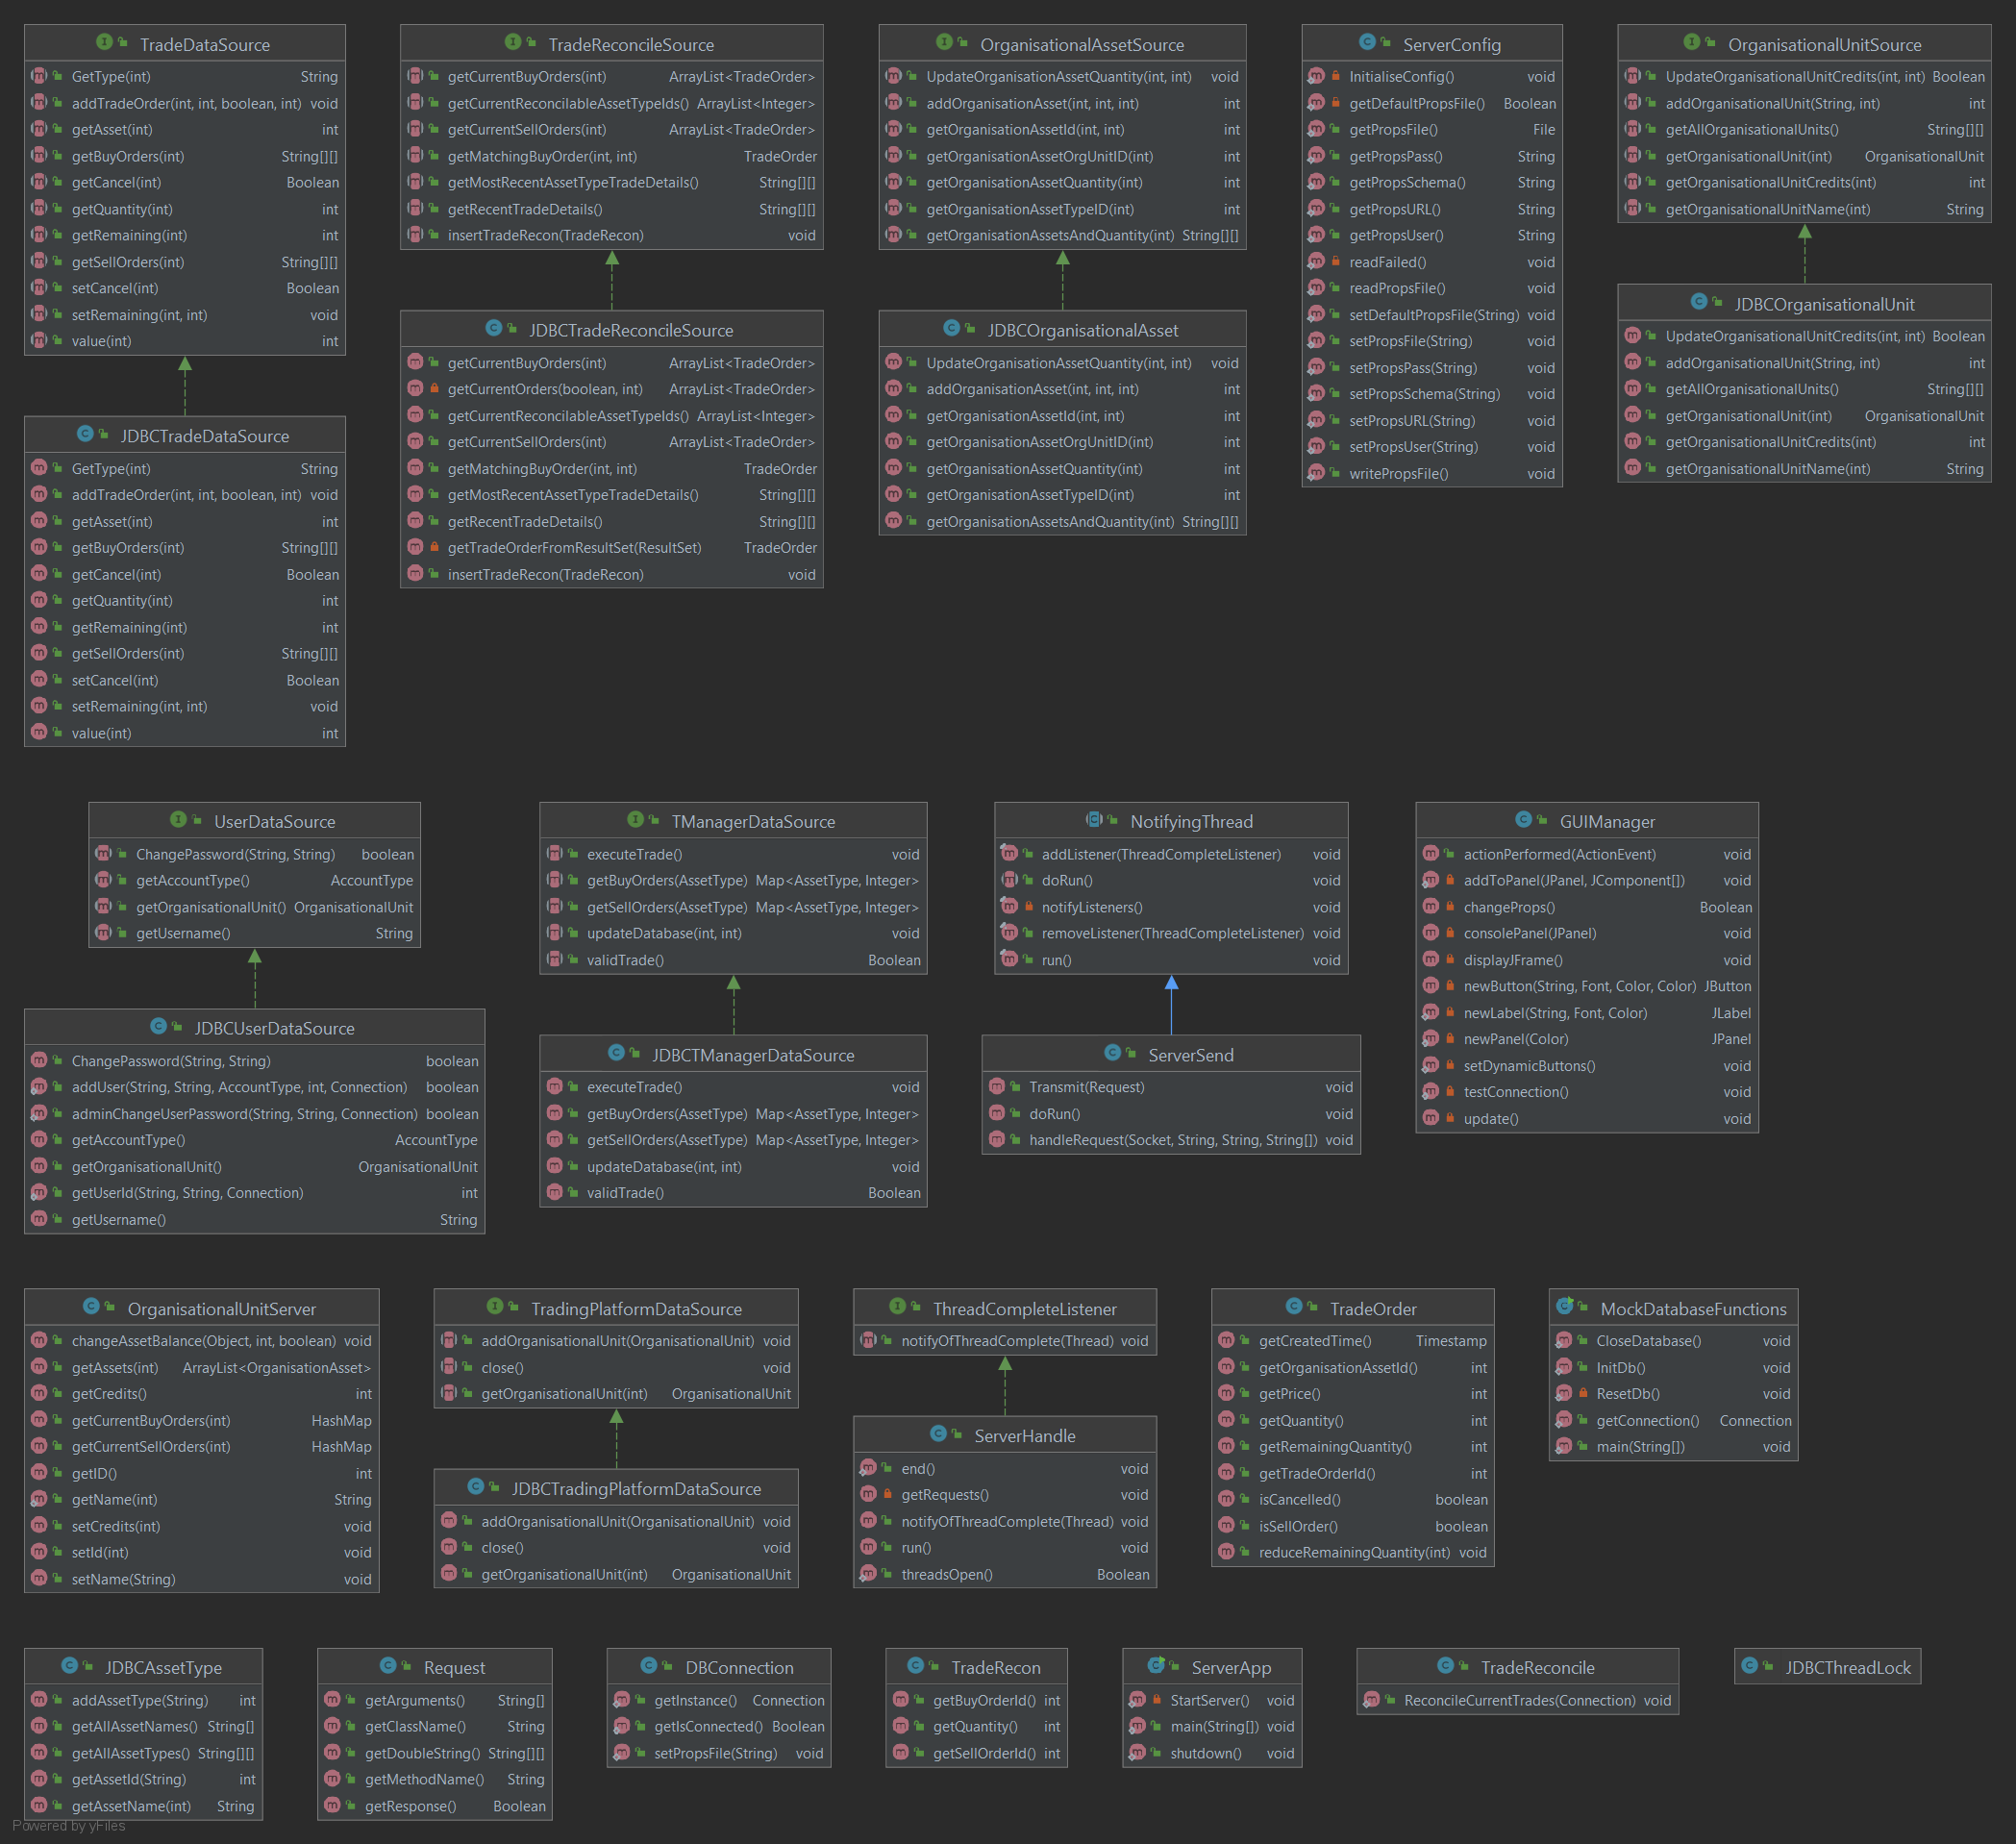 TradeDataSource
GetType(int) String
addTradeOrder(int, int, boolean, int) void
getAsset(int) int
getBuyOrders(int) String[][]
getCancel(int) Boolean
getQuantity(int) int
getRemaining(int) int
getSellOrders(int) String[][]
setCancel(int) Boolean
setRemaining(int, int) void
value(int) int
JDBCTradeDataSource
GetType(int) String
addTradeOrder(int, int, boolean, int) void
getAsset(int) int
getBuyOrders(int) String[][]
getCancel(int) Boolean
getQuantity(int) int
getRemaining(int) int
getSellOrders(int) String[][]
setCancel(int) Boolean
setRemaining(int, int) void
value(int) int
TradeReconcileSource
getCurrentBuyOrders(int) ArrayList<TradeOrder>
getCurrentReconcilableAssetTypeIds() ArrayList<Integer>
getCurrentSellOrders(int) ArrayList<TradeOrder>
getMatchingBuyOrder(int, int) TradeOrder
getMostRecentAssetTypeTradeDetails() String[][]
getRecentTradeDetails() String[][]
insertTradeRecon(TradeRecon) void
JDBCTradeReconcileSource
getCurrentBuyOrders(int) ArrayList<TradeOrder>
getCurrentOrders(boolean, int) ArrayList<TradeOrder>
getCurrentReconcilableAssetTypeIds() ArrayList<Integer>
getCurrentSellOrders(int) ArrayList<TradeOrder>
getMatchingBuyOrder(int, int) TradeOrder
getMostRecentAssetTypeTradeDetails() String[][]
getRecentTradeDetails() String[][]
getTradeOrderFromResultSet(ResultSet) TradeOrder
insertTradeRecon(TradeRecon) void
OrganisationalAssetSource
UpdateOrganisationAssetQuantity(int, int) void
addOrganisationAsset(int, int, int) int
getOrganisationAssetId(int, int) int
getOrganisationAssetOrgUnitID(int) int
getOrganisationAssetQuantity(int) int
getOrganisationAssetTypeID(int) int
getOrganisationAssetsAndQuantity(int) String[][]
JDBCOrganisationalAsset
UpdateOrganisationAssetQuantity(int, int) void
addOrganisationAsset(int, int, int) int
getOrganisationAssetId(int, int) int
getOrganisationAssetOrgUnitID(int) int
getOrganisationAssetQuantity(int) int
getOrganisationAssetTypeID(int) int
getOrganisationAssetsAndQuantity(int) String[][]
ServerConfig
InitialiseConfig() void
getDefaultPropsFile() Boolean
getPropsFile() File
getPropsPass() String
getPropsSchema() String
getPropsURL() String
getPropsUser() String
readFailed() void
readPropsFile() void
setDefaultPropsFile(String) void
setPropsFile(String) void
setPropsPass(String) void
setPropsSchema(String) void
setPropsURL(String) void
setPropsUser(String) void
writePropsFile() void
OrganisationalUnitSource
UpdateOrganisationalUnitCredits(int, int) Boolean
addOrganisationalUnit(String, int) int
getAllOrganisationalUnits() String[][]
getOrganisationalUnit(int) OrganisationalUnit
getOrganisationalUnitCredits(int) int
getOrganisationalUnitName(int) String
JDBCOrganisationalUnit
UpdateOrganisationalUnitCredits(int, int) Boolean
addOrganisationalUnit(String, int) int
getAllOrganisationalUnits() String[][]
getOrganisationalUnit(int) OrganisationalUnit
getOrganisationalUnitCredits(int) int
getOrganisationalUnitName(int) String
UserDataSource
ChangePassword(String, String) boolean
getAccountType() AccountType
getOrganisationalUnit() OrganisationalUnit
getUsername() String
JDBCUserDataSource
ChangePassword(String, String) boolean
addUser(String, String, AccountType, int, Connection) boolean
adminChangeUserPassword(String, String, Connection) boolean
getAccountType() AccountType
getOrganisationalUnit() OrganisationalUnit
getUserId(String, String, Connection) int
getUsername() String
TManagerDataSource
executeTrade() void
getBuyOrders(AssetType) Map<AssetType, Integer>
getSellOrders(AssetType) Map<AssetType, Integer>
updateDatabase(int, int) void
validTrade() Boolean
JDBCTManagerDataSource
executeTrade() void
getBuyOrders(AssetType) Map<AssetType, Integer>
getSellOrders(AssetType) Map<AssetType, Integer>
updateDatabase(int, int) void
validTrade() Boolean
NotifyingThread
addListener(ThreadCompleteListener) void
doRun() void
notifyListeners() void
removeListener(ThreadCompleteListener) void
run() void
ServerSend
Transmit(Request) void
doRun() void
handleRequest(Socket, String, String, String[]) void
GUIManager
actionPerformed(ActionEvent) void
addToPanel(JPanel, JComponent[]) void
changeProps() Boolean
consolePanel(JPanel) void
displayJFrame() void
newButton(String, Font, Color, Color) JButton
newLabel(String, Font, Color) JLabel
newPanel(Color) JPanel
setDynamicButtons() void
testConnection() void
update() void
OrganisationalUnitServer
changeAssetBalance(Object, int, boolean) void
getAssets(int) ArrayList<OrganisationAsset>
getCredits() int
getCurrentBuyOrders(int) HashMap
getCurrentSellOrders(int) HashMap
getID() int
getName(int) String
setCredits(int) void
setId(int) void
setName(String) void
TradingPlatformDataSource
addOrganisationalUnit(OrganisationalUnit) void
close() void
getOrganisationalUnit(int) OrganisationalUnit
JDBCTradingPlatformDataSource
addOrganisationalUnit(OrganisationalUnit) void
close() void
getOrganisationalUnit(int) OrganisationalUnit
ThreadCompleteListener
notifyOfThreadComplete(Thread) void
ServerHandle
end() void
getRequests() void
notifyOfThreadComplete(Thread) void
run() void
threadsOpen() Boolean
TradeOrder
getCreatedTime() Timestamp
getOrganisationAssetId() int
getPrice() int
getQuantity() int
getRemainingQuantity() int
getTradeOrderId() int
isCancelled() boolean
isSellOrder() boolean
reduceRemainingQuantity(int) void
MockDatabaseFunctions
CloseDatabase() void
InitDb() void
ResetDb() void
getConnection() Connection
main(String[]) void
JDBCAssetType
addAssetType(String) int
getAllAssetNames() String[]
getAllAssetTypes() String[][]
getAssetId(String) int
getAssetName(int) String
Request
getArguments() String[]
getClassName() String
getDoubleString() String[][]
getMethodName() String
getResponse() Boolean
DBConnection
getInstance() Connection
getIsConnected() Boolean
setPropsFile(String) void
TradeRecon
getBuyOrderId() int
getQuantity() int
getSellOrderId() int
ServerApp
StartServer() void
main(String[]) void
shutdown() void
TradeReconcile
ReconcileCurrentTrades(Connection) void
JDBCThreadLock
Powered by yFiles